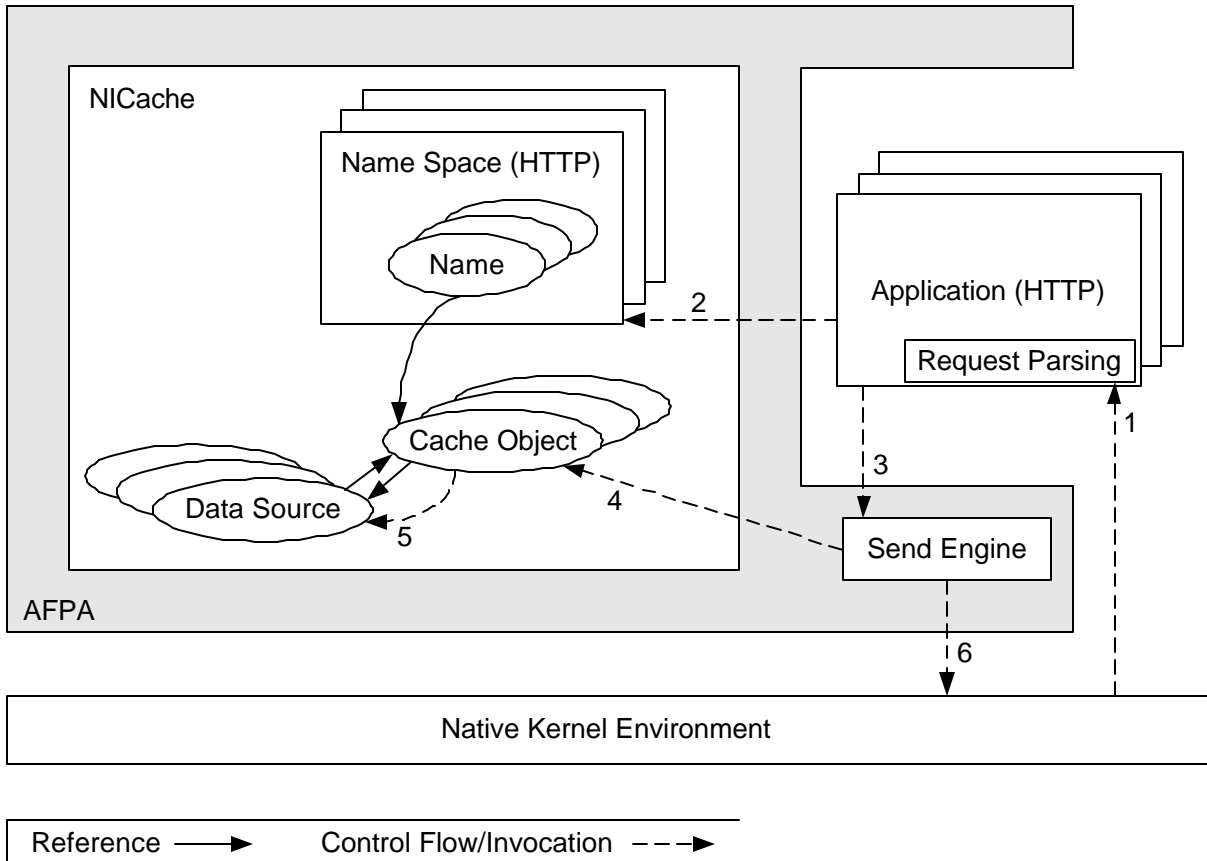 NICache
Name Space (HTTP)
Name
Application (HTTP)
2
Request Parsing
1
Cache Object
3
Data Source
4
5
Send Engine
AFPA
6
Native Kernel Environment
Reference
Control Flow/Invocation